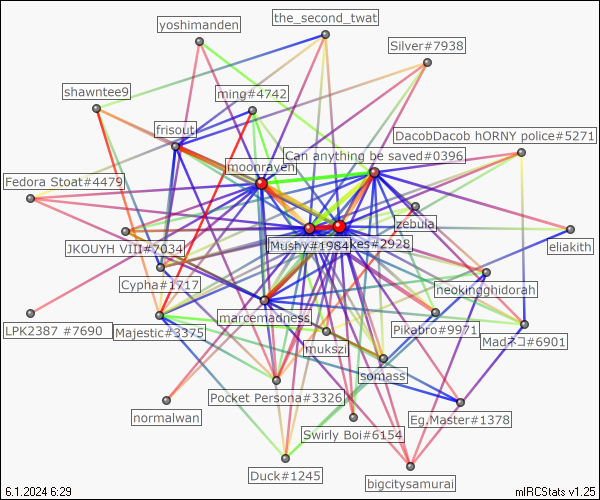 the_second_twat
yoshimanden
Silver#7938
shawntee9
ming#4742
frisout
DacobDacob hORNY police#5271
Can anything be saved#0396
moonraven
Fedora Stoat#4479
zebula
JKOUYH VIII#7034
Mushy#1984
kes#2928
eliakith
Cypha#1717
neokingghidorah
marcemadness
LPK2387 #7690
Majestic#3375
Pikabro#9971
Madネコ#6901
mukszi
somass
Pocket Persona#3326
normalwan
Eg.Master#1378
Swirly Boi#6154
Duck#1245
bigcitysamurai
6.1.2024 6:29
mIRCStats v1.25